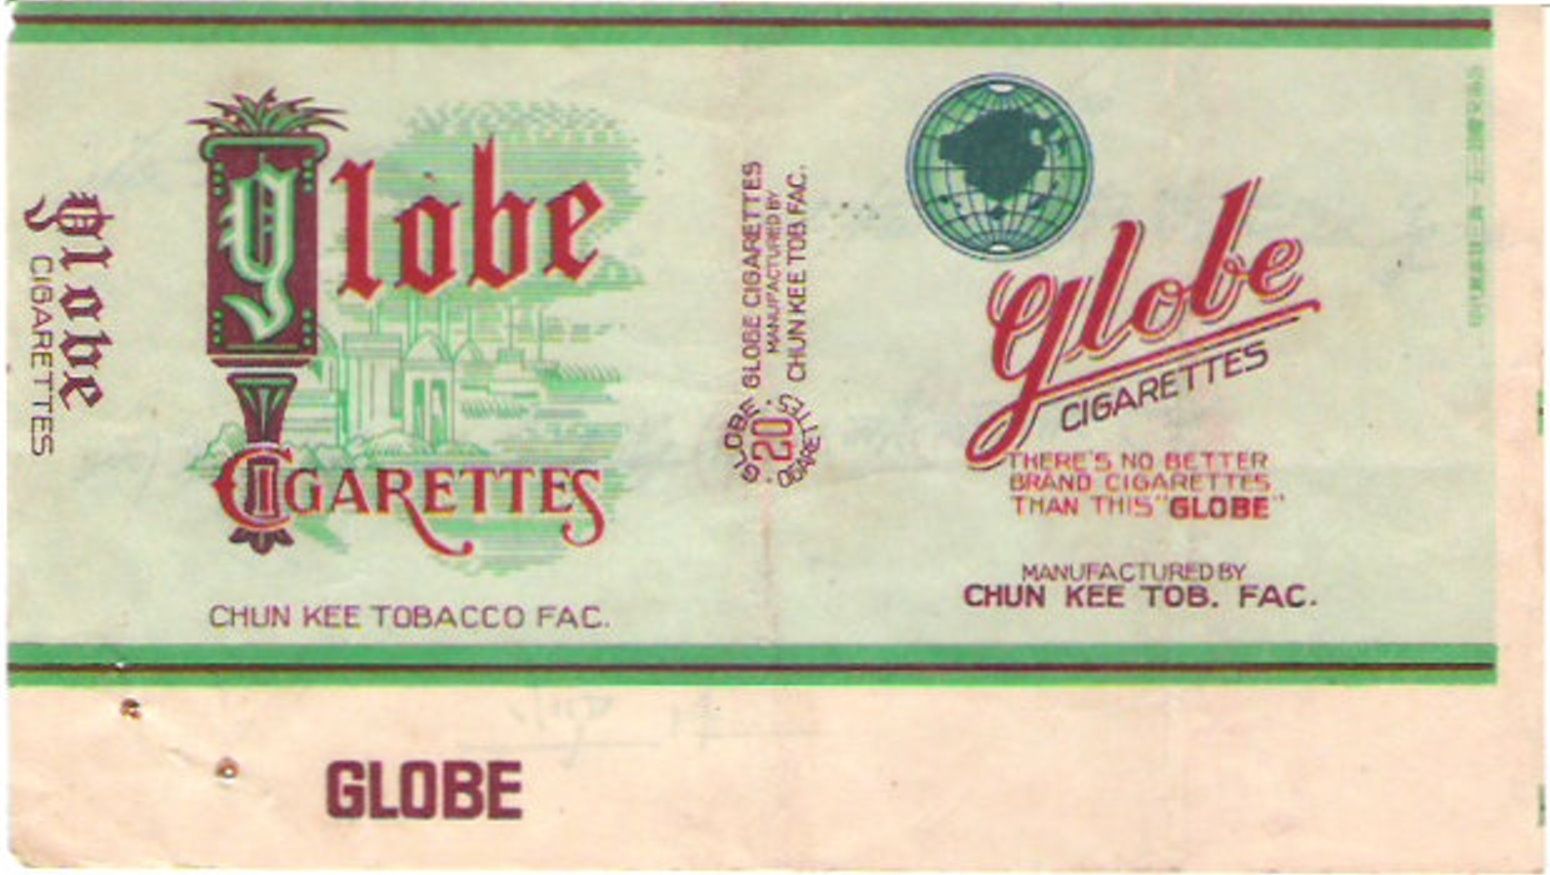 Globe
CIGARETTES
Globe
CIGARETTES
CHUN KEE TOBACCO FAC.
GLOBE CIGARETTES
MANUFACTURED BY
CHUN KEE TOB. FAC.
GLOBE
20
CIGARETTES
Globe
CIGARETTES
THERE'S NO BETTER
BRAND CIGARETTES
THAN THIS "GLOBE"
MANUFACTURED BY
CHUN KEE TOB. FAC.
GLOBE